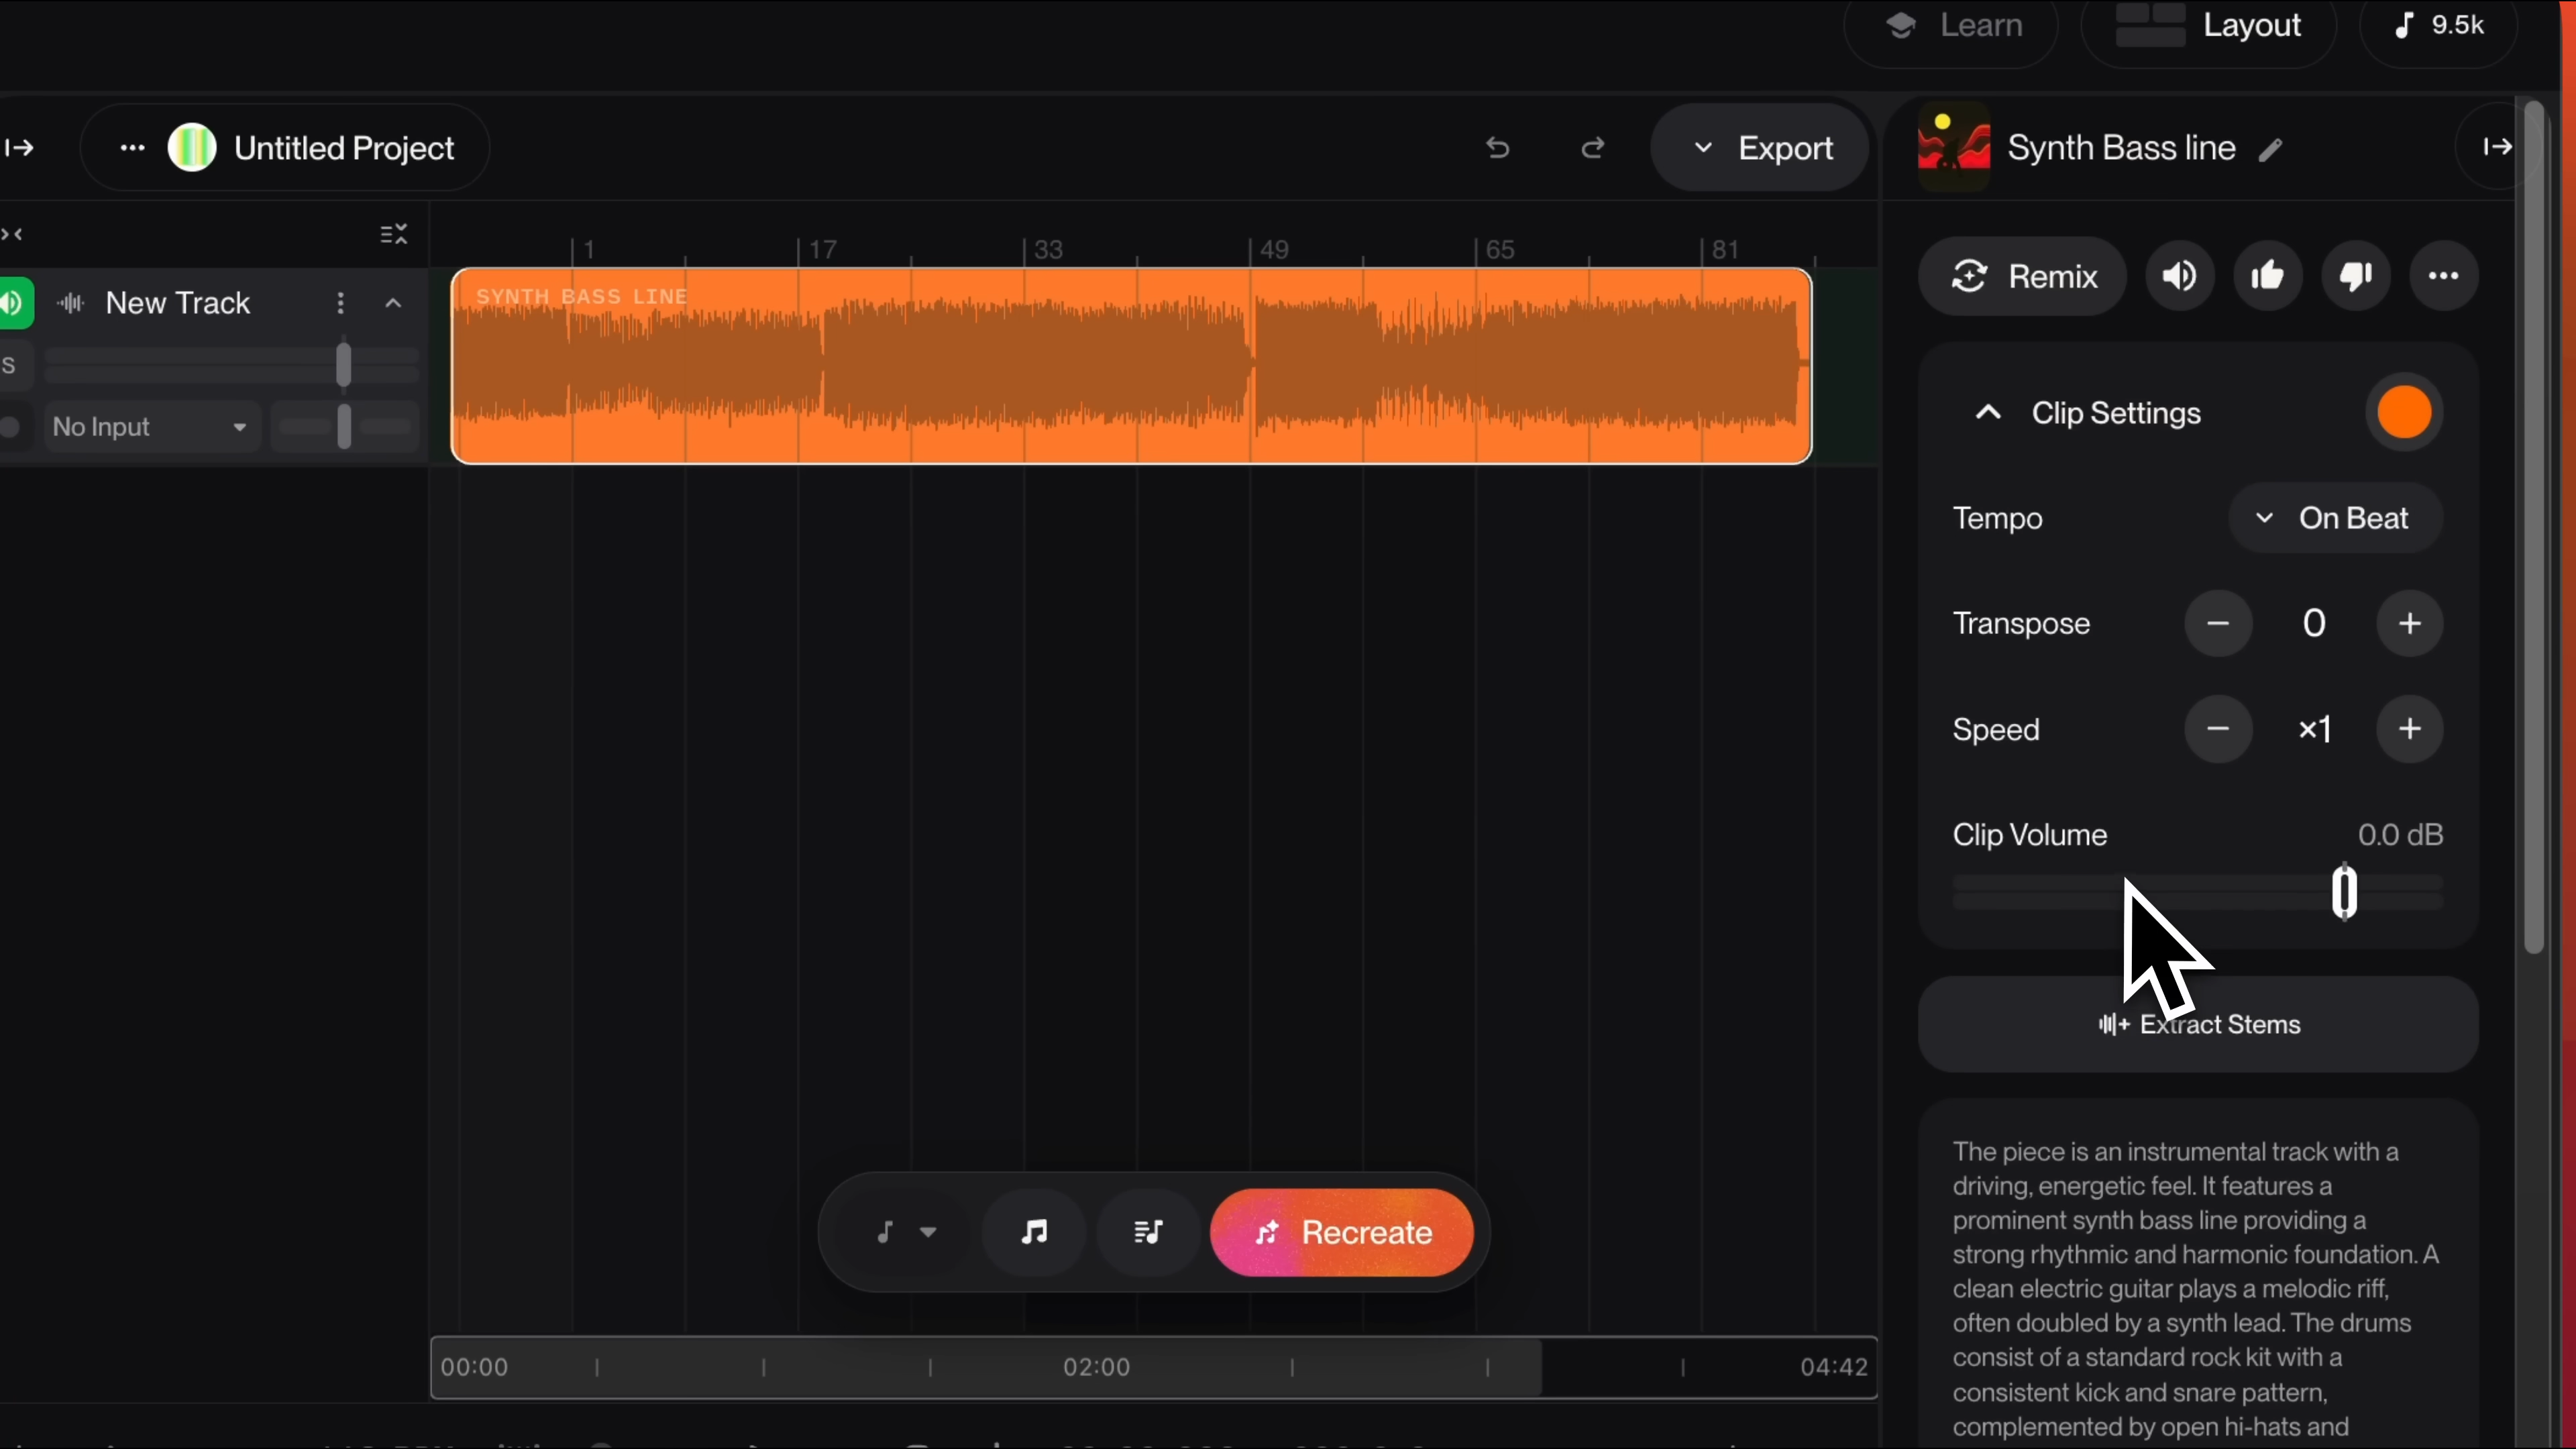 Learn
Layout
9.5k
Untitled Project
Export
Synth Bass line
1
17
33
49
65
81
Remix
New Track
SYNTH BASS LINE
S
No Input
Clip Settings
Tempo
On Beat
Transpose
0
Speed
×1
Clip Volume
0.0 dB
Extract Stems
The piece is an instrumental track with a
driving, energetic feel. It features a
prominent synth bass line providing a
strong rhythmic and harmonic foundation. A
clean electric guitar plays a melodic riff,
often doubled by a synth lead. The drums
consist of a standard rock kit with a
consistent kick and snare pattern,
complemented by open hi-hats and
Recreate
00:00
02:00
04:42